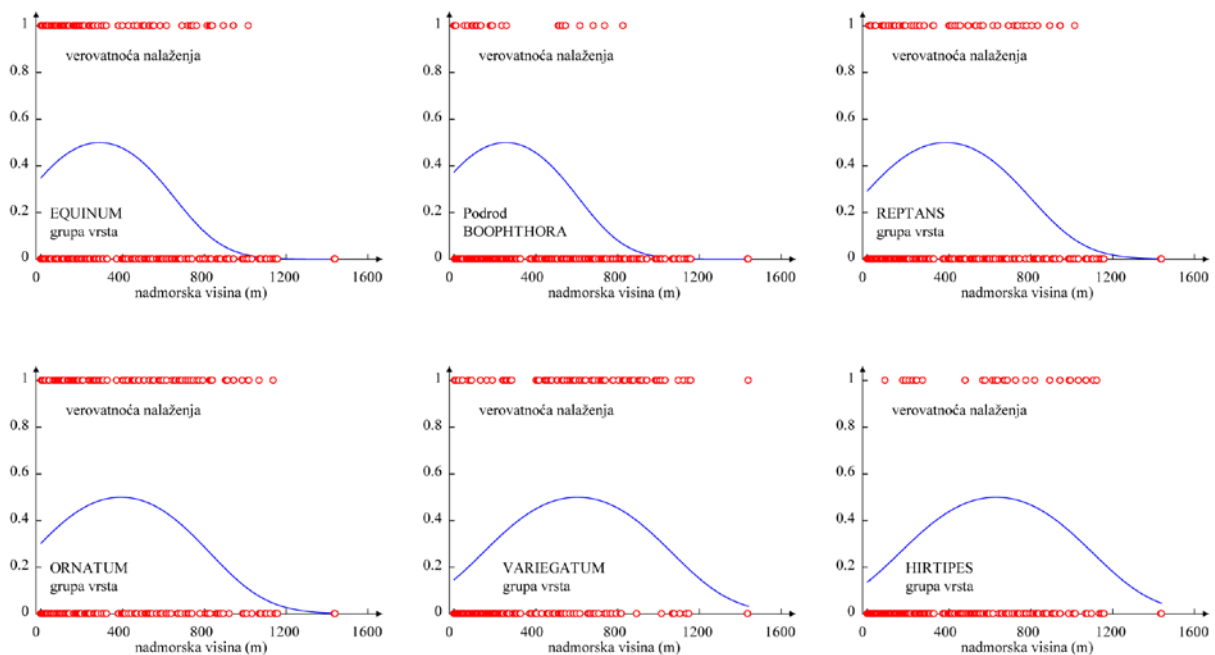 1
verovatnoća nalaženja
0.8
0.6
0.4
0.2
EQUINUM
grupa vrsta
0
0 400 800 1200 1600
nadmorska visina (m)
1
verovatnoća nalaženja
0.8
0.6
0.4
0.2
Podrod
BOOPHTHORA
0
0 400 800 1200 1600
nadmorska visina (m)
1
verovatnoća nalaženja
0.8
0.6
0.4
0.2
REPTANS
grupa vrsta
0
0 400 800 1200 1600
nadmorska visina (m)
1
verovatnoća nalaženja
0.8
0.6
0.4
0.2
ORNATUM
grupa vrsta
0
0 400 800 1200 1600
nadmorska visina (m)
1
verovatnoća nalaženja
0.8
0.6
0.4
0.2
VARIEGATUM
grupa vrsta
0
0 400 800 1200 1600
nadmorska visina (m)
1
verovatnoća nalaženja
0.8
0.6
0.4
0.2
HIRTIPES
grupa vrsta
0
0 400 800 1200 1600
nadmorska visina (m)